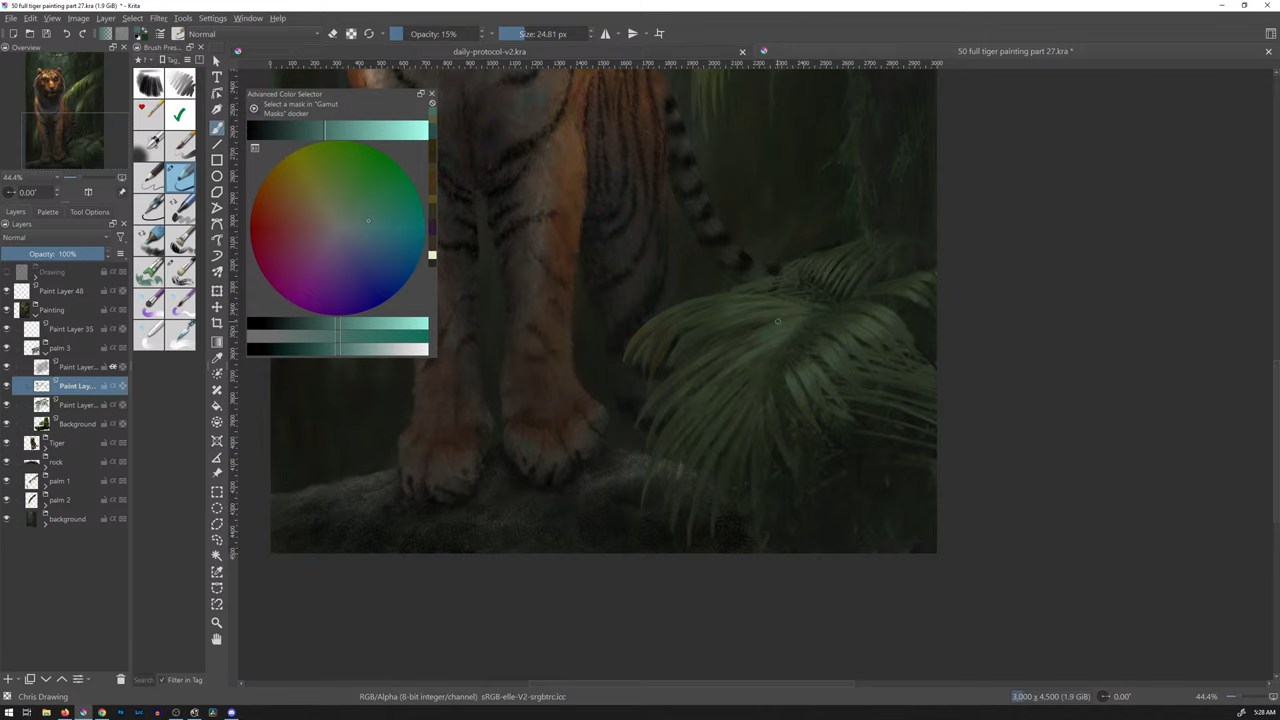 50 full tiger painting part 27.kra (1.9 GiB) * - Krita
File Edit View Image Layer Select Filter Tools Settings Window Help
Normal
Opacity: 15%
Size: 24.81 px
Overview
Brush Presets
Tag
daily-protocol-v2.kra
50 full tiger painting part 27.kra (1.9 GiB) *
Advanced Color Selector
Select a mask in "Gamut
Masks" docker
44.4%
0.00°
Layers Palette Tool Options
Layers
Normal
Opacity: 100%
Drawing
Paint Layer 48
Painting
Paint Layer 35
palm 3
Paint Layer...
Paint Lay...
Paint Layer...
Background
Tiger
rock
palm 1
palm 2
background
Search
Filter in Tag
Chris Drawing
RGB/Alpha (8-bit integer/channel) sRGB-elle-V2-srgbtrc.icc
3,000 x 4,500 (1.9 GiB)
0.00°
44.4%
5:28 AM